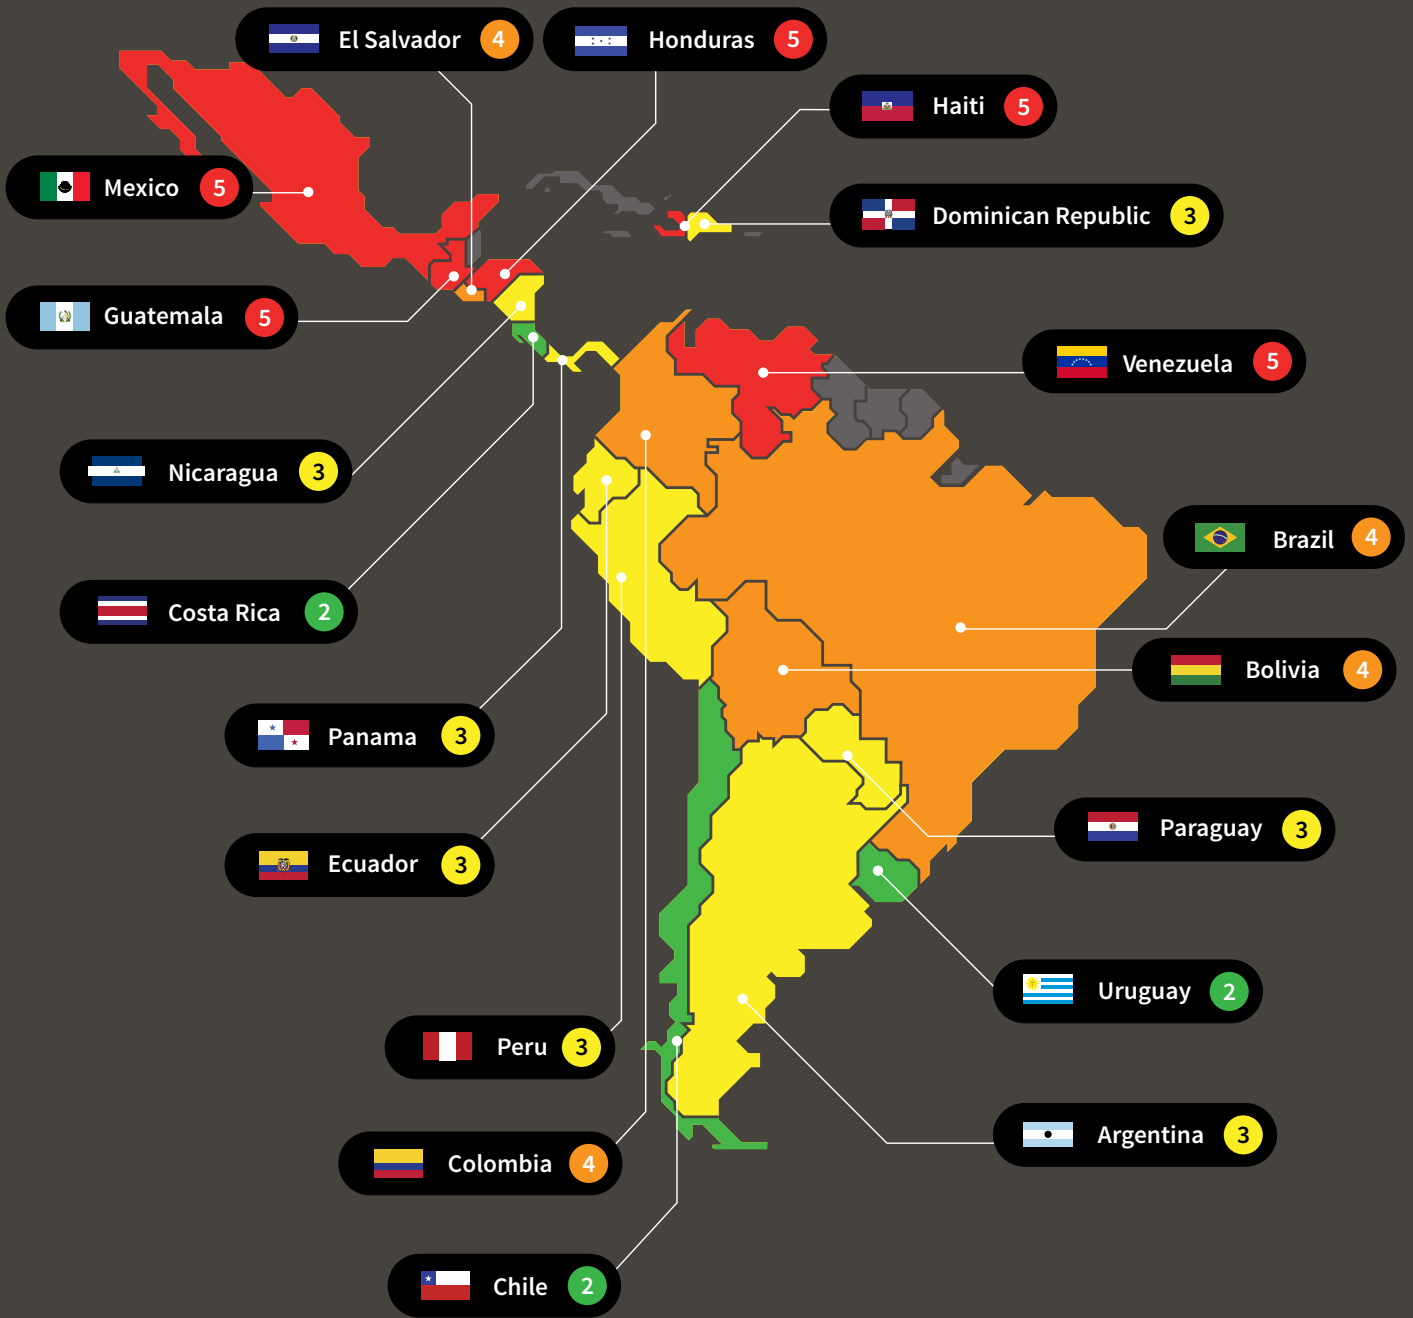 El Salvador 4
Honduras 5
Haiti 5
Mexico 5
Dominican Republic 3
Guatemala 5
Venezuela 5
Nicaragua 3
Brazil 4
Costa Rica 2
Bolivia 4
Panama 3
Paraguay 3
Ecuador 3
Uruguay 2
Peru 3
Argentina 3
Colombia 4
Chile 2